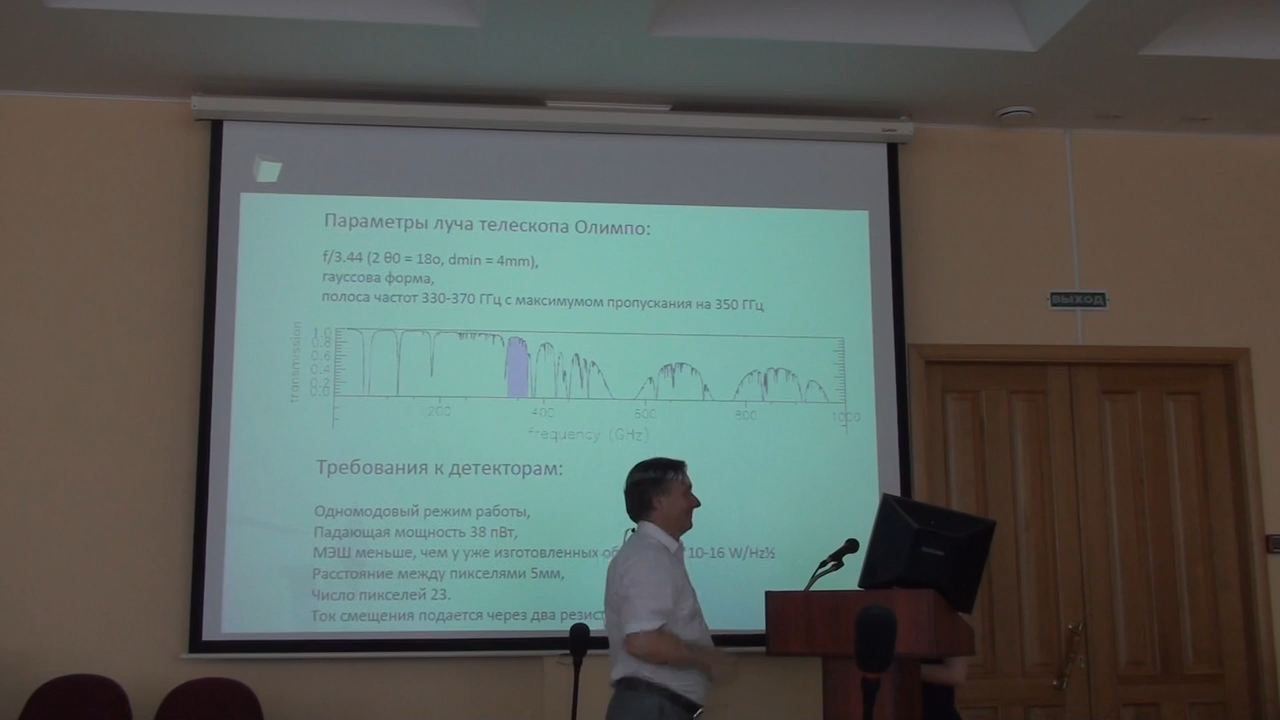 Параметры луча телескопа Олимпо:
f/3.44 (2 θ0 = 18o, dmin = 4mm),
гауссова форма,
полоса частот 330-370 ГГц с максимумом пропускания на 350 ГГц
transmission
1.0
0.8
0.6
0.4
0.2
0.0
200 400 600 800 1000
frequency (GHz)
Требования к детекторам:
Одномодовый режим работы,
Падающая мощность 38 пВт,
МЭШ меньше, чем у уже изготовленных 10-16 W/Hz½
Расстояние между пикселями 5мм,
Число пикселей 23.
Ток смещения подается через два
ВЫХОД